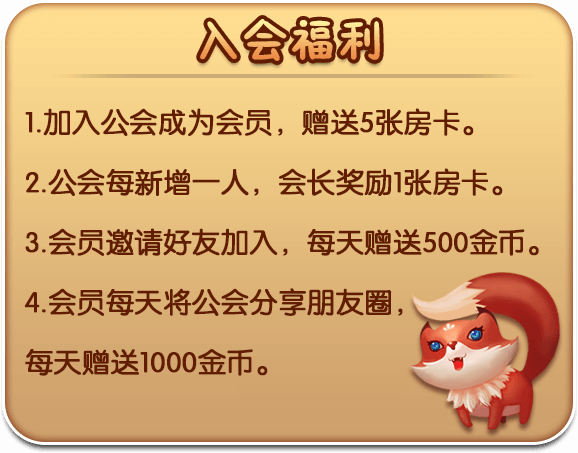 入会福利
1.加入公会成为会员，赠送5张房卡。
2.公会每新增一人，会长奖励1张房卡。
3.会员邀请好友加入，每天赠送500金币。
4.会员每天将公会分享朋友圈，
每天赠送1000金币。